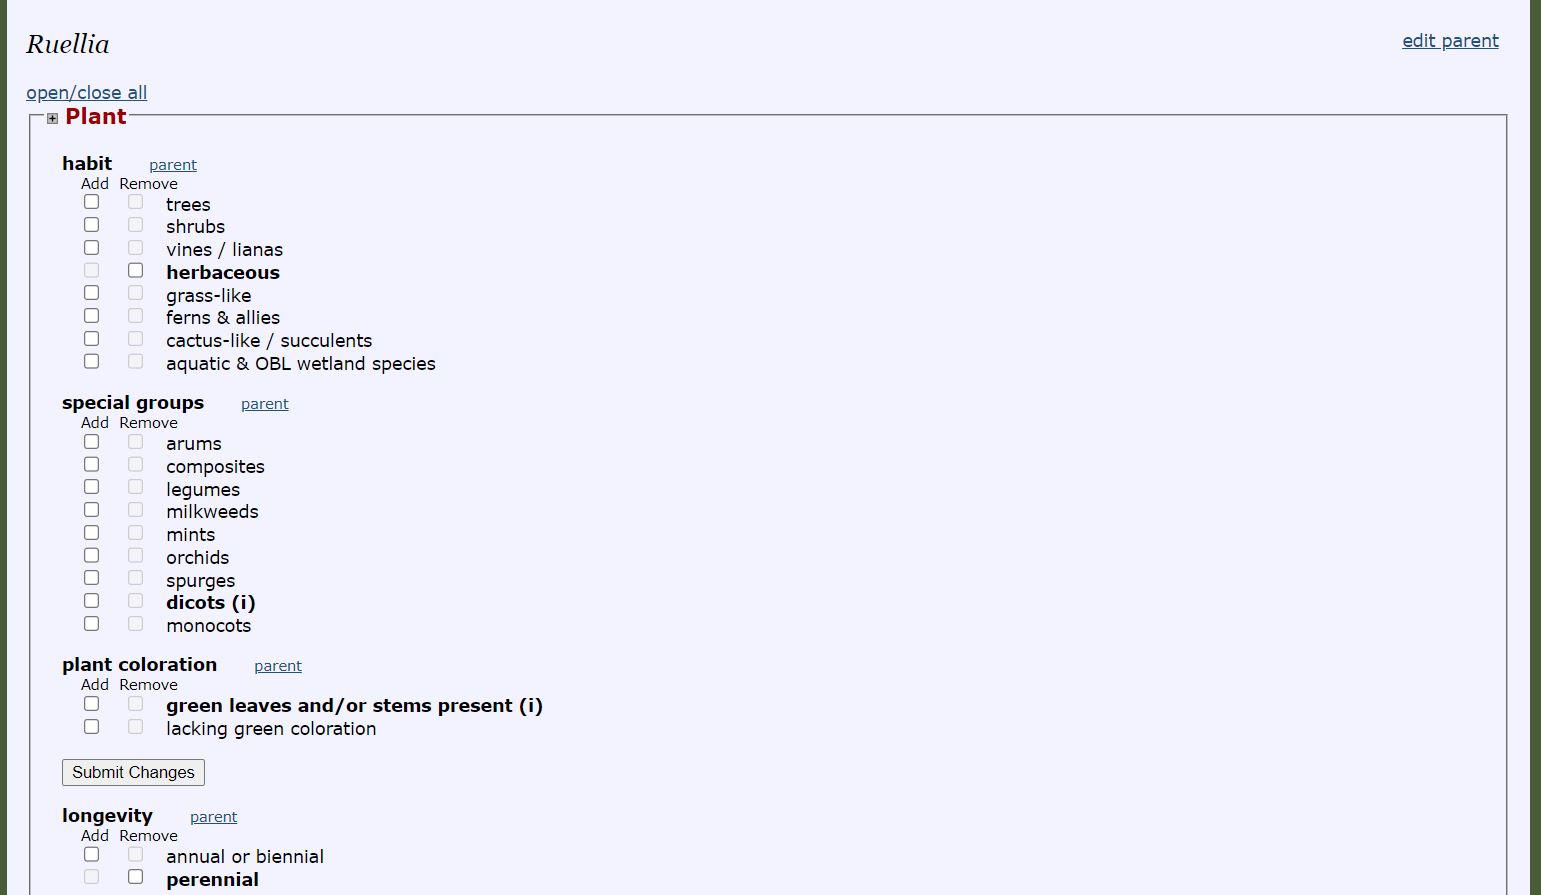 Ruellia
edit parent
open/close all
Plant
habit parent
Add Remove
trees
shrubs
vines / lianas
herbaceous
grass-like
ferns & allies
cactus-like / succulents
aquatic & OBL wetland species
special groups parent
Add Remove
arums
composites
legumes
milkweeds
mints
orchids
spurges
dicots (i)
monocots
plant coloration parent
Add Remove
green leaves and/or stems present (i)
lacking green coloration
Submit Changes
longevity parent
Add Remove
annual or biennial
perennial